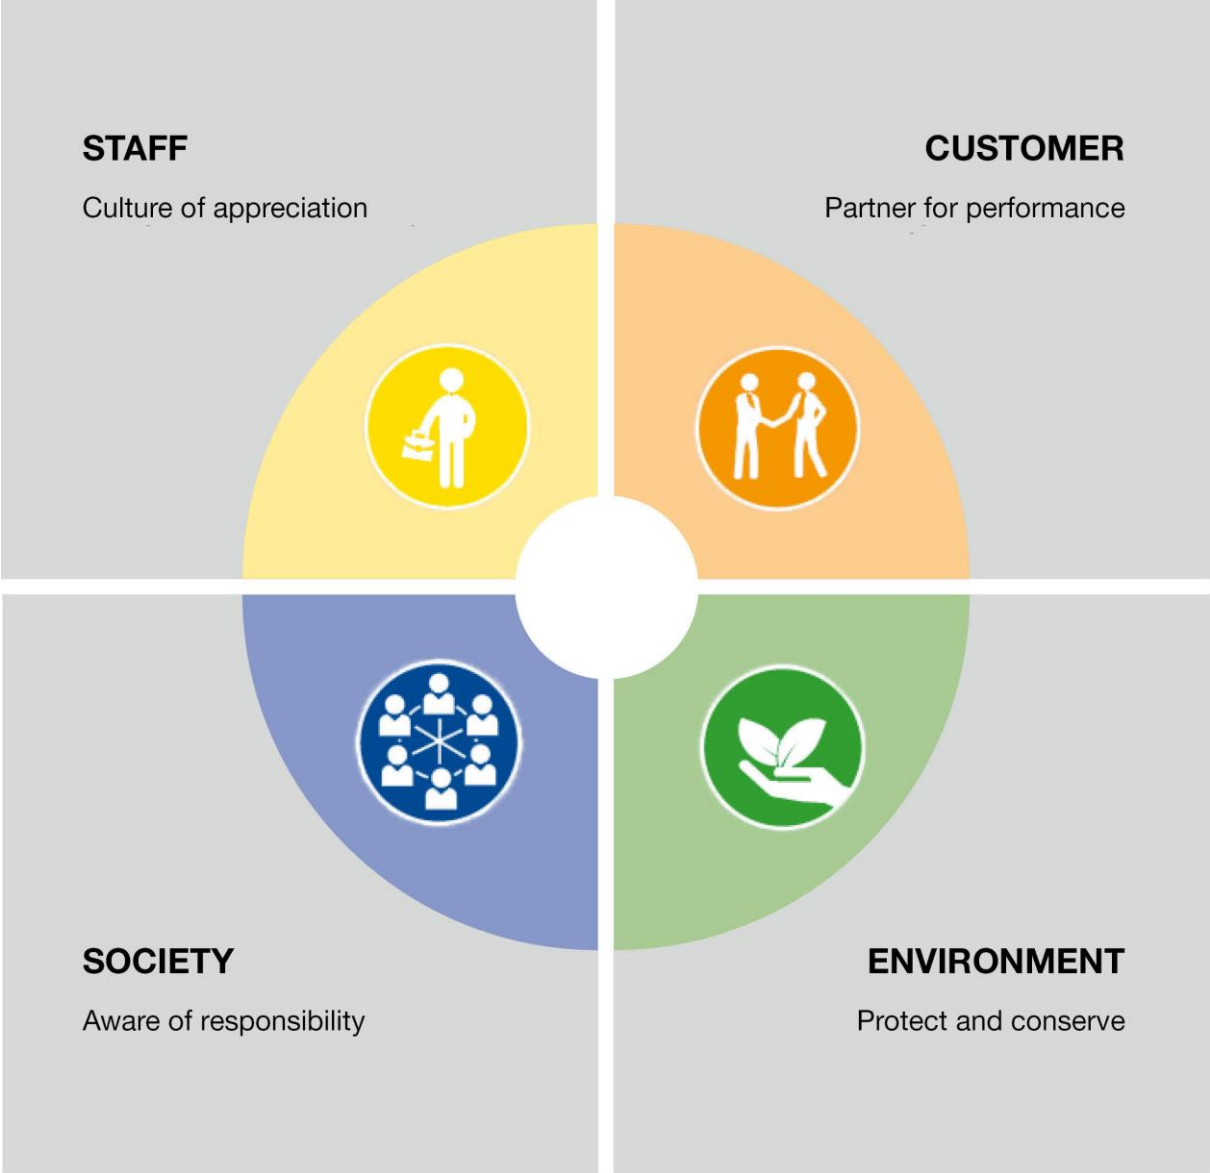 STAFF
Culture of appreciation
CUSTOMER
Partner for performance
SOCIETY
Aware of responsibility
ENVIRONMENT
Protect and conserve